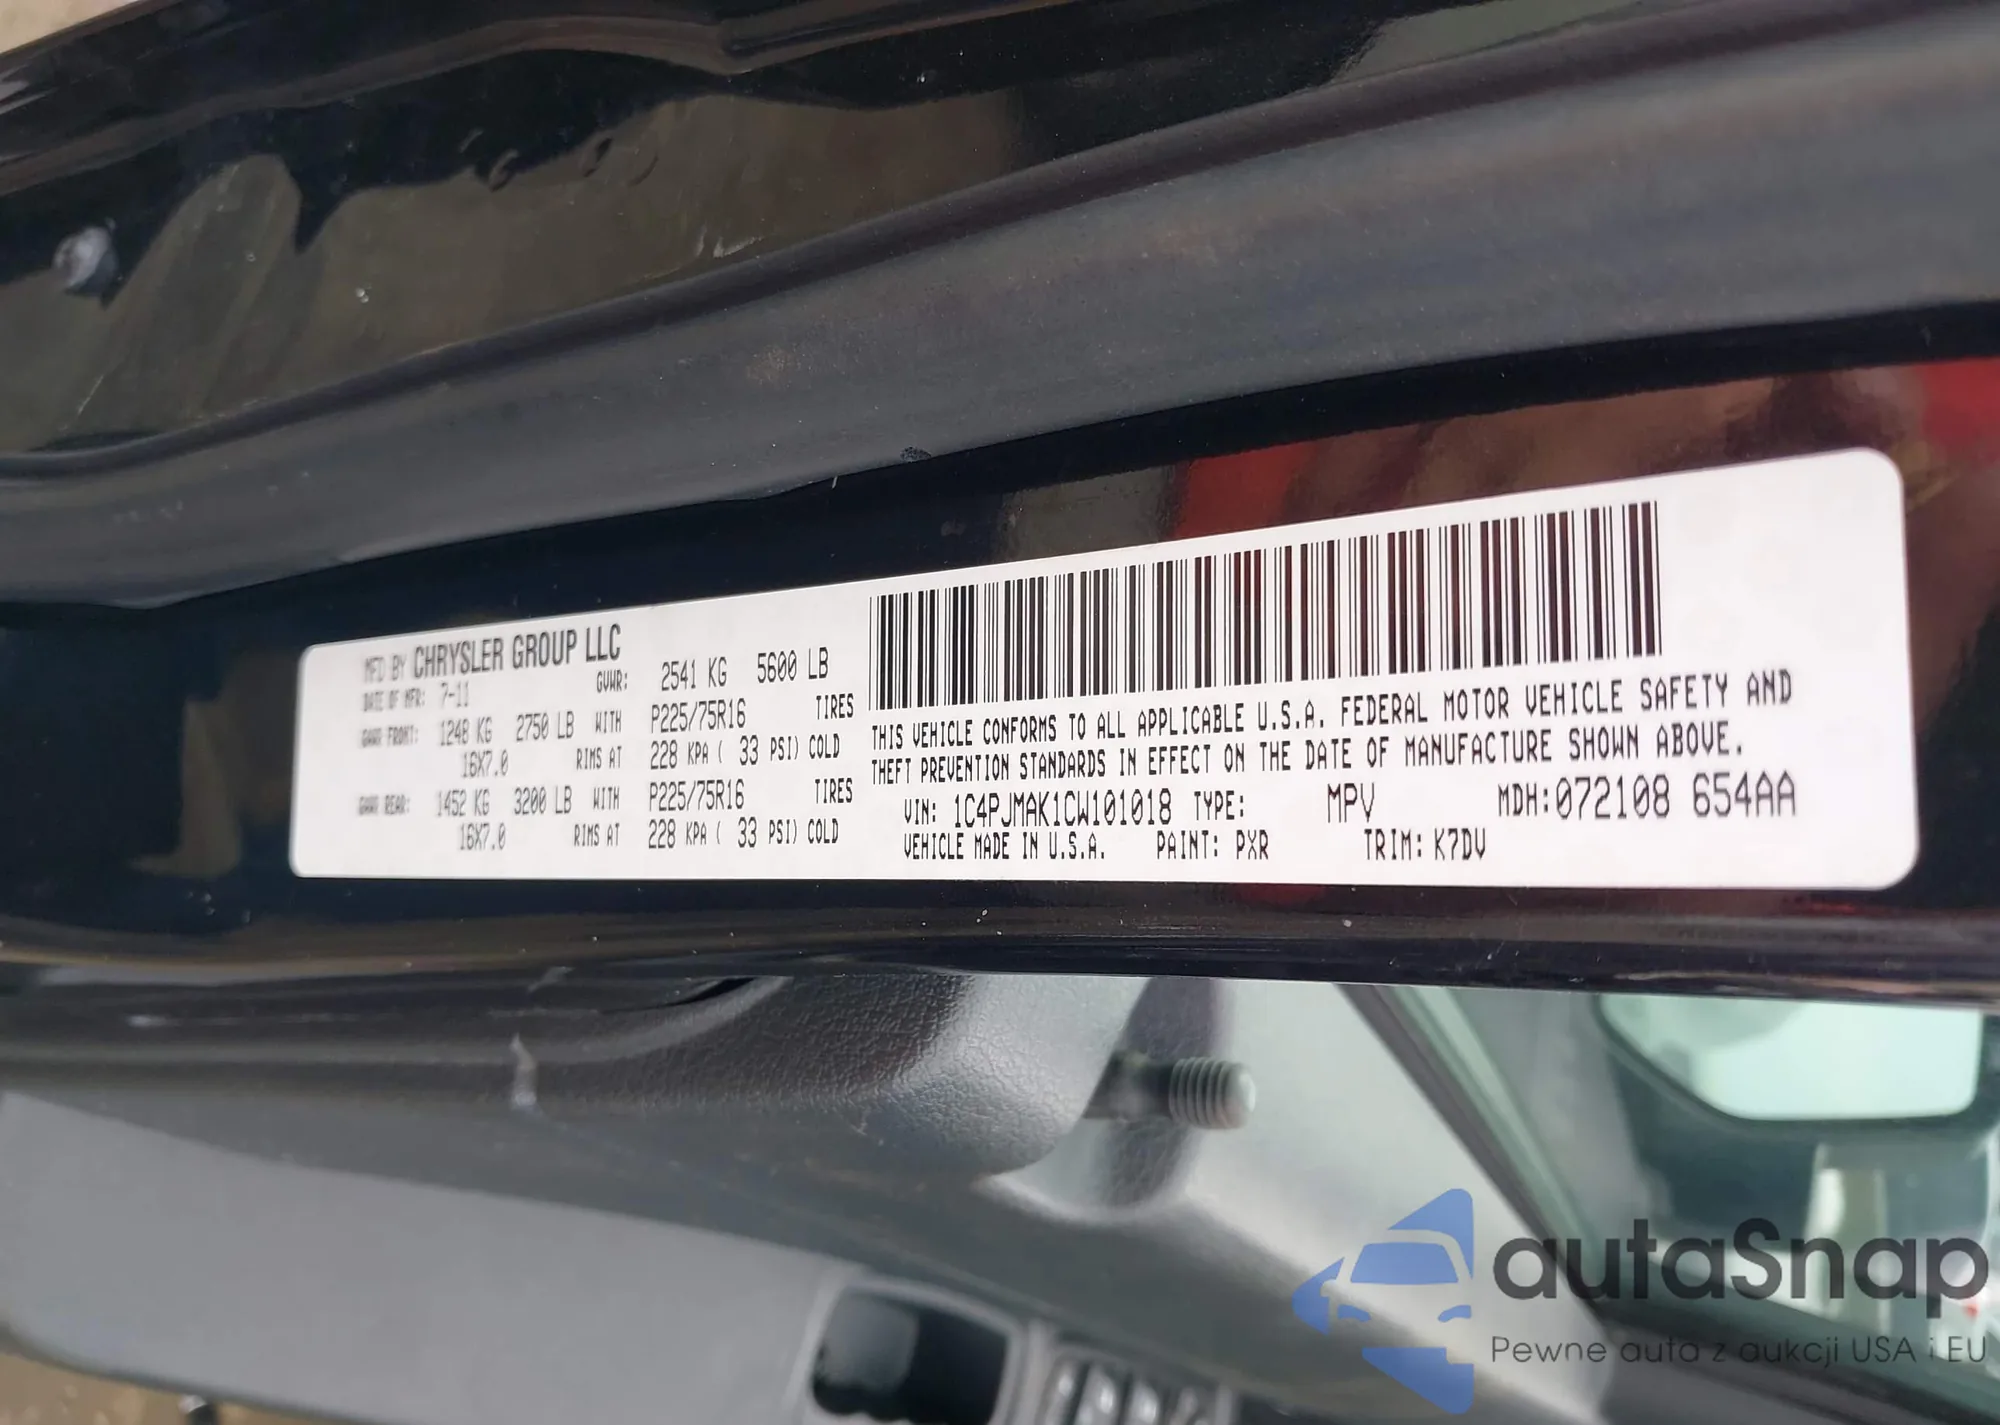 MFD BY CHRYSLER GROUP LLC
DATE OF MFR: 7-11 GVWR: 2541 KG 5600 LB
GAWR FRONT: 1248 KG 2750 LB WITH P225/75R16 TIRES
16X7.0 RIMS AT 228 KPA ( 33 PSI) COLD
GAWR REAR: 1452 KG 3200 LB WITH P225/75R16 TIRES
16X7.0 RIMS AT 228 KPA ( 33 PSI) COLD
THIS VEHICLE CONFORMS TO ALL APPLICABLE U.S.A. FEDERAL MOTOR VEHICLE SAFETY AND
THEFT PREVENTION STANDARDS IN EFFECT ON THE DATE OF MANUFACTURE SHOWN ABOVE.
VIN: 1C4PJMAK1CW101018 TYPE: MPV MDH:072108 654AA
VEHICLE MADE IN U.S.A. PAINT: PXR TRIM: K7DV
autaSnap
Pewne auta z aukcji USA i EU